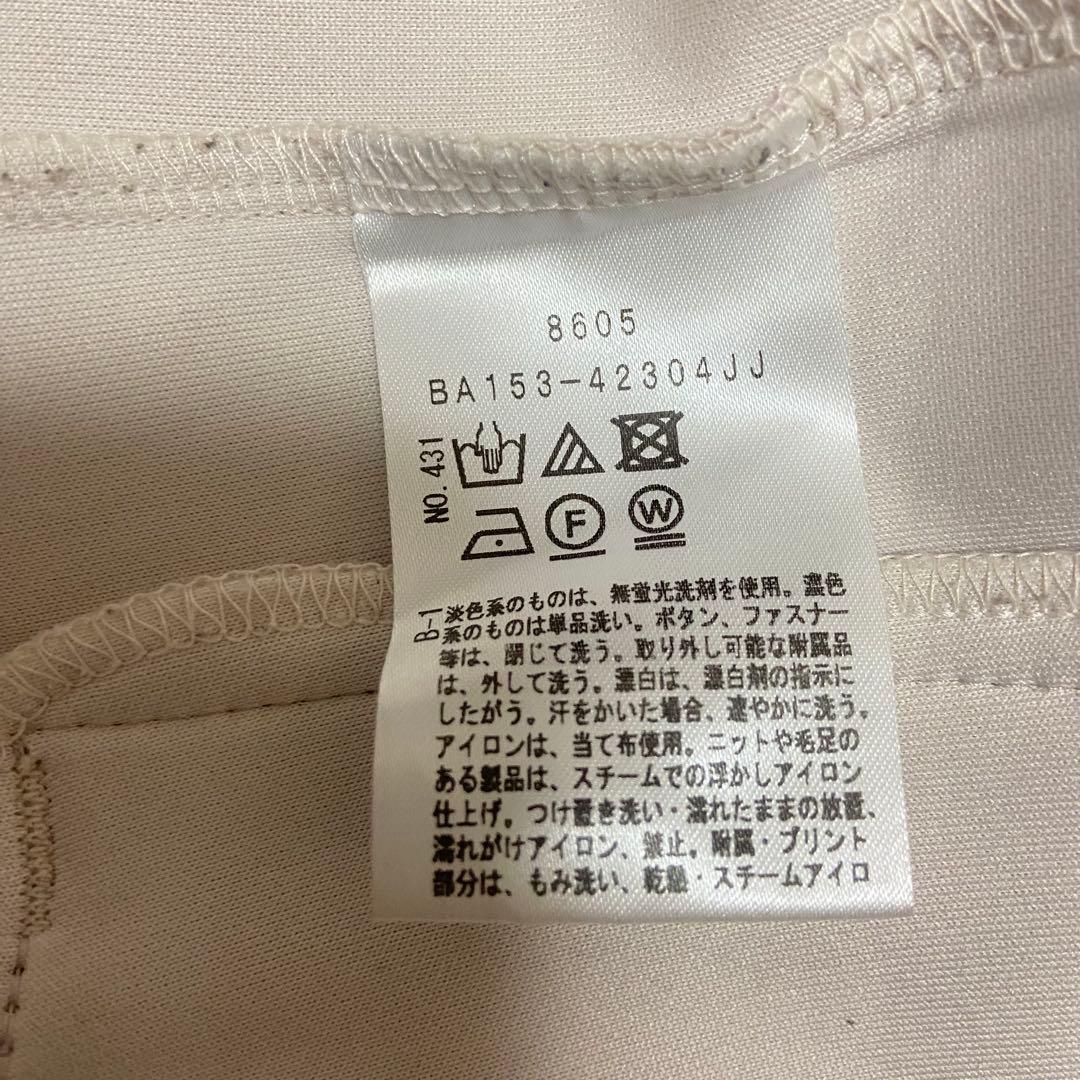 8605
BA153-42304JJ
NO.431
F
W
B-1
淡色系のものは、無蛍光洗剤を使用。濃色
系のものは単品洗い。ボタン、ファスナー
等は、閉じて洗う。取り外し可能な附属品
は、外して洗う。漂白は、漂白剤の指示に
したがう。汗をかいた場合、速やかに洗う。
アイロンは、当て布使用。ニットや毛足の
ある製品は、スチームでの浮かしアイロン
仕上げ。つけ置き洗い・濡れたままの放置、
濡れがけアイロン、禁止。附属・プリント
部分は、もみ洗い、乾燥・スチームアイロ